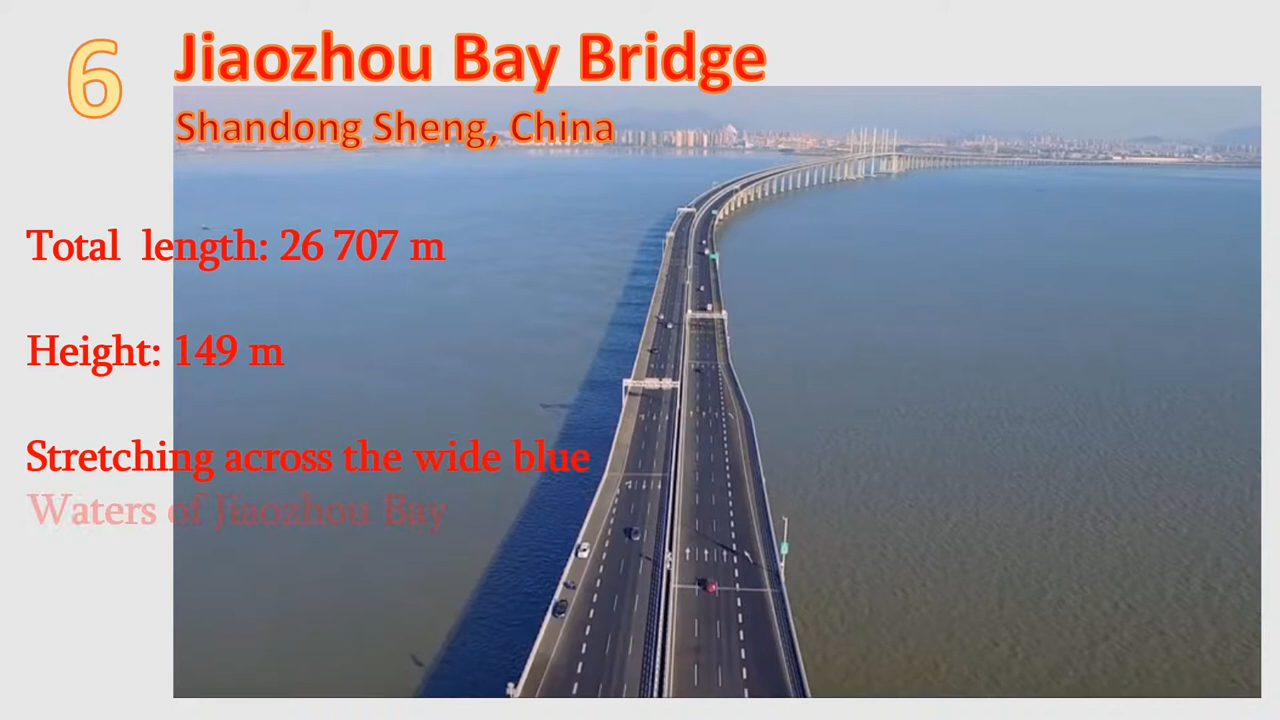 6
Jiaozhou Bay Bridge
Shandong Sheng, China
Total length: 26 707 m
Height: 149 m
Stretching across the wide blue
Waters of Jiaozhou Bay